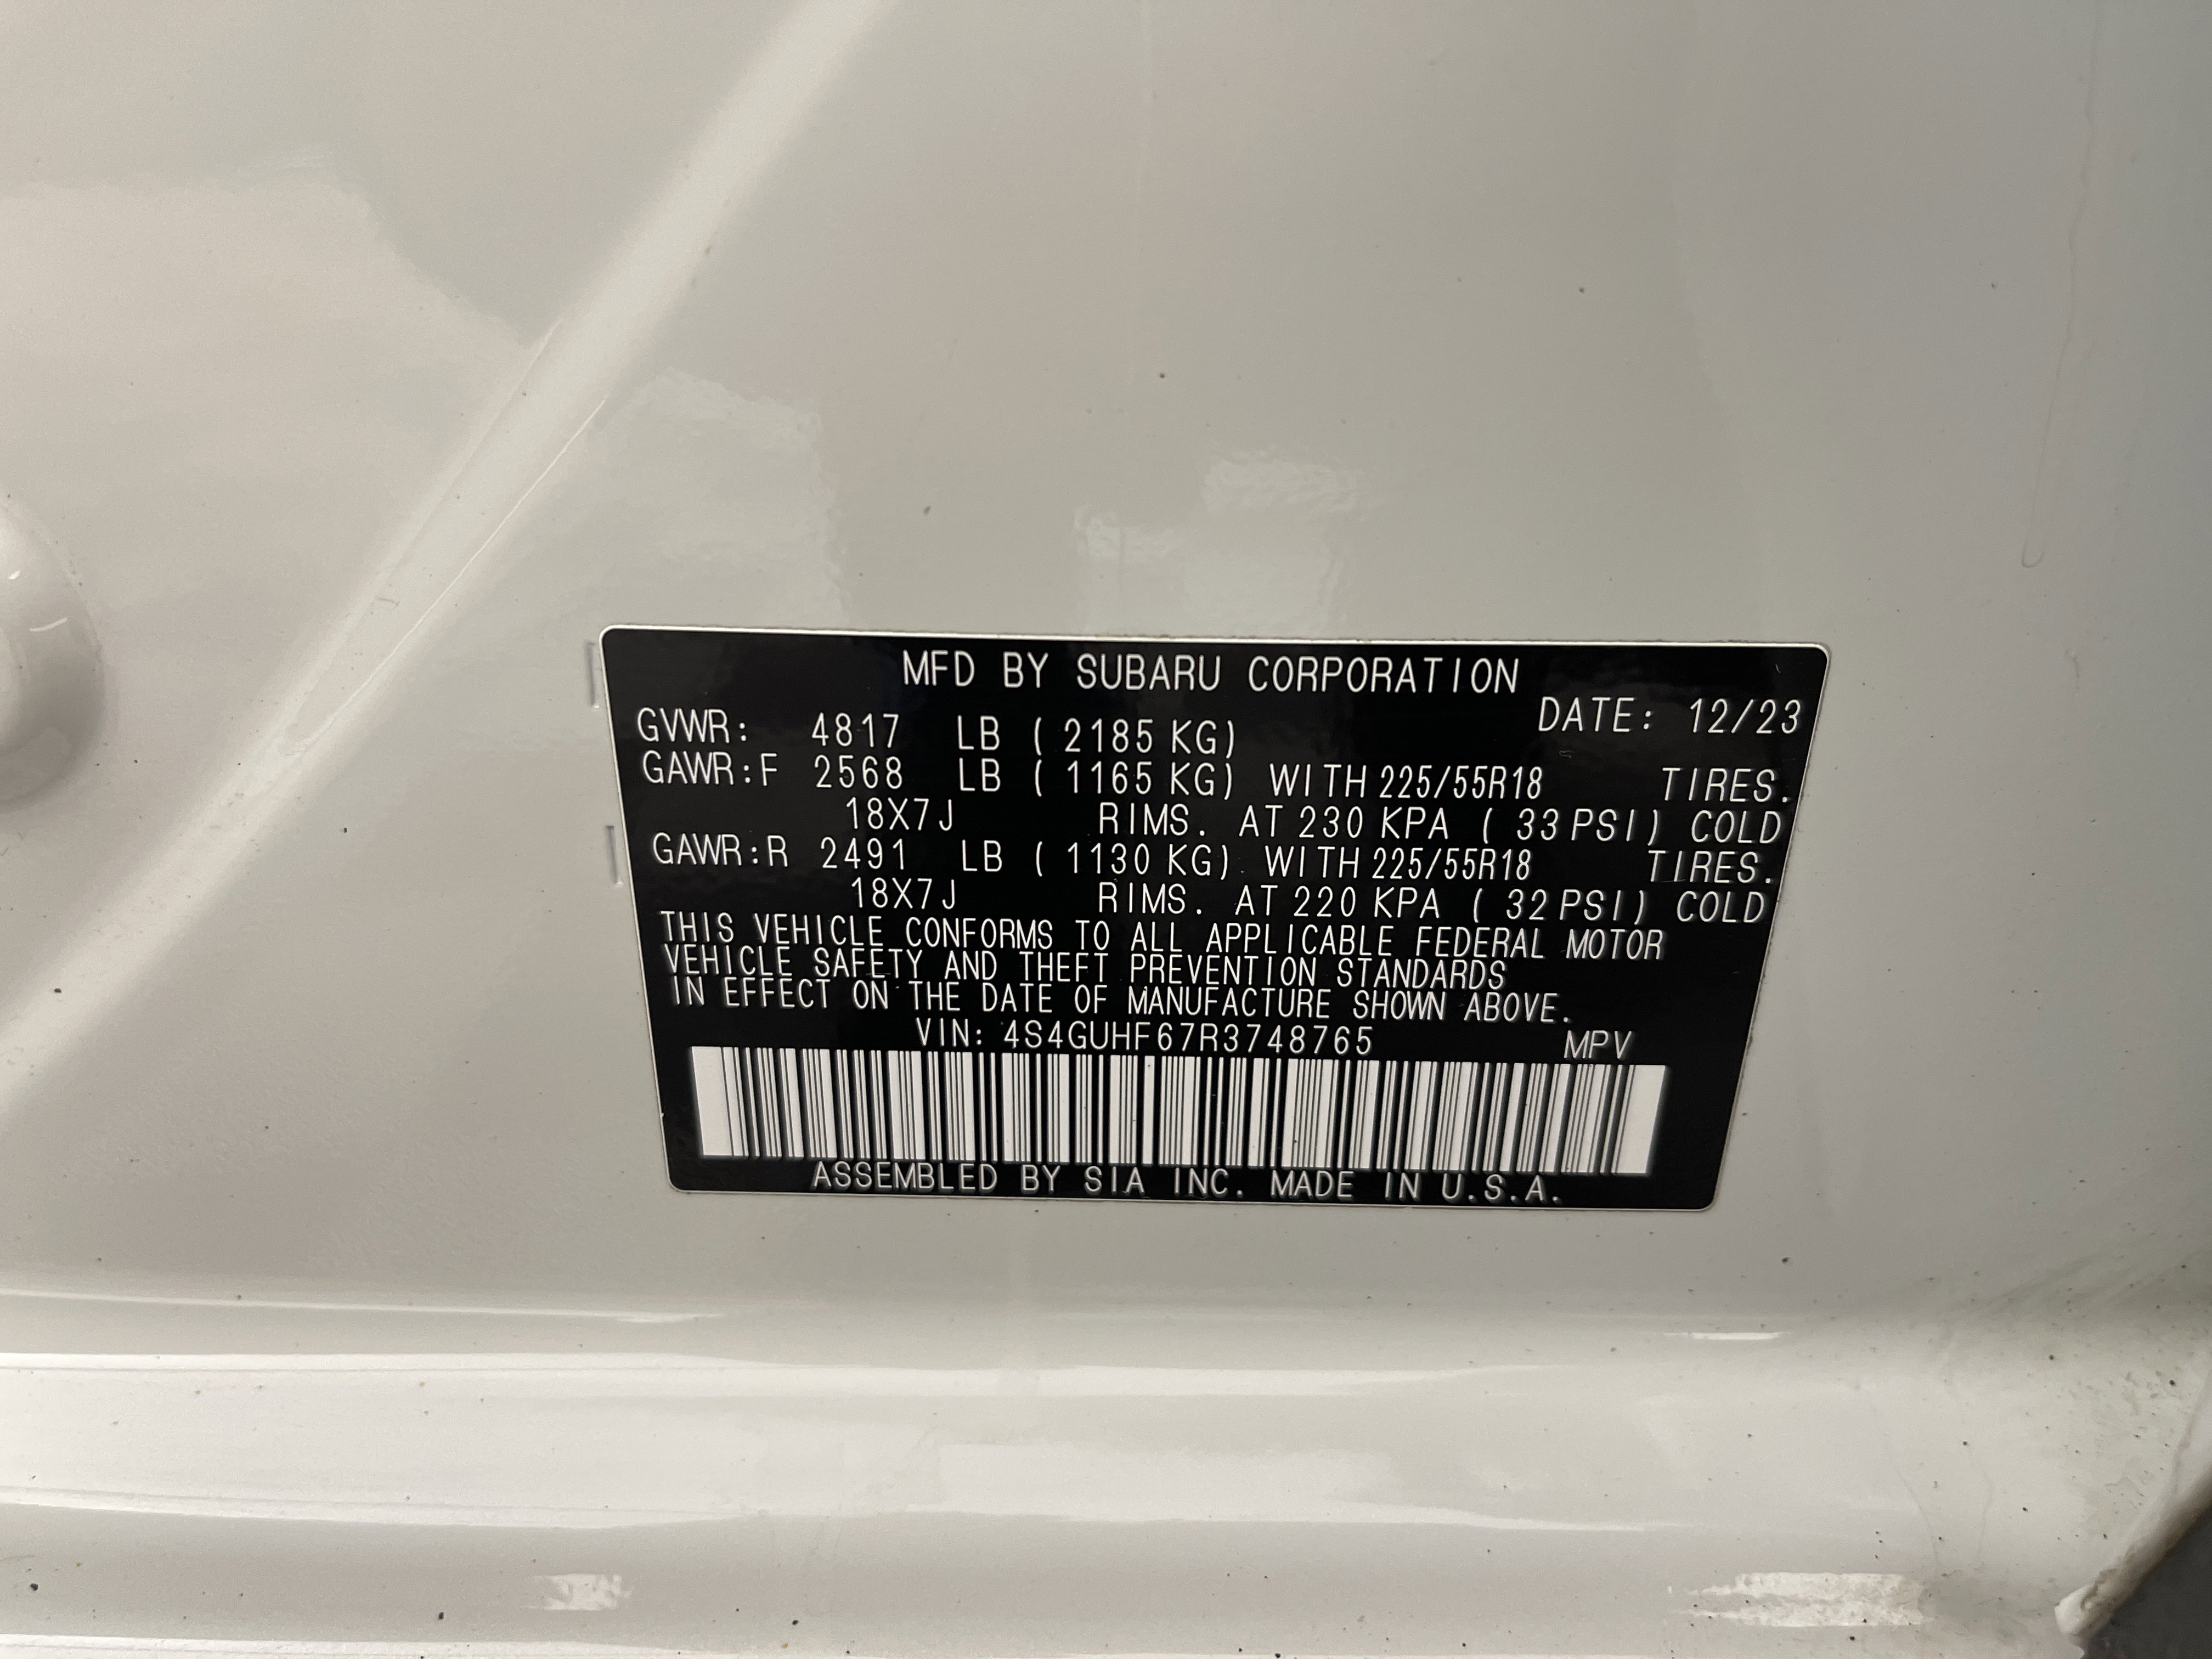 MFD BY SUBARU CORPORATION
DATE: 12/23
GVWR: 4817 LB ( 2185 KG)
GAWR:F 2568 LB ( 1165 KG) WITH 225/55R18 TIRES.
18X7J RIMS. AT 230 KPA ( 33 PSI) COLD
GAWR:R 2491 LB ( 1130 KG) WITH 225/55R18 TIRES.
18X7J RIMS. AT 220 KPA ( 32 PSI) COLD
THIS VEHICLE CONFORMS TO ALL APPLICABLE FEDERAL MOTOR
VEHICLE SAFETY AND THEFT PREVENTION STANDARDS
IN EFFECT ON THE DATE OF MANUFACTURE SHOWN ABOVE.
VIN: 4S4GUHF67R3748765 MPV
ASSEMBLED BY SIA INC. MADE IN U.S.A.